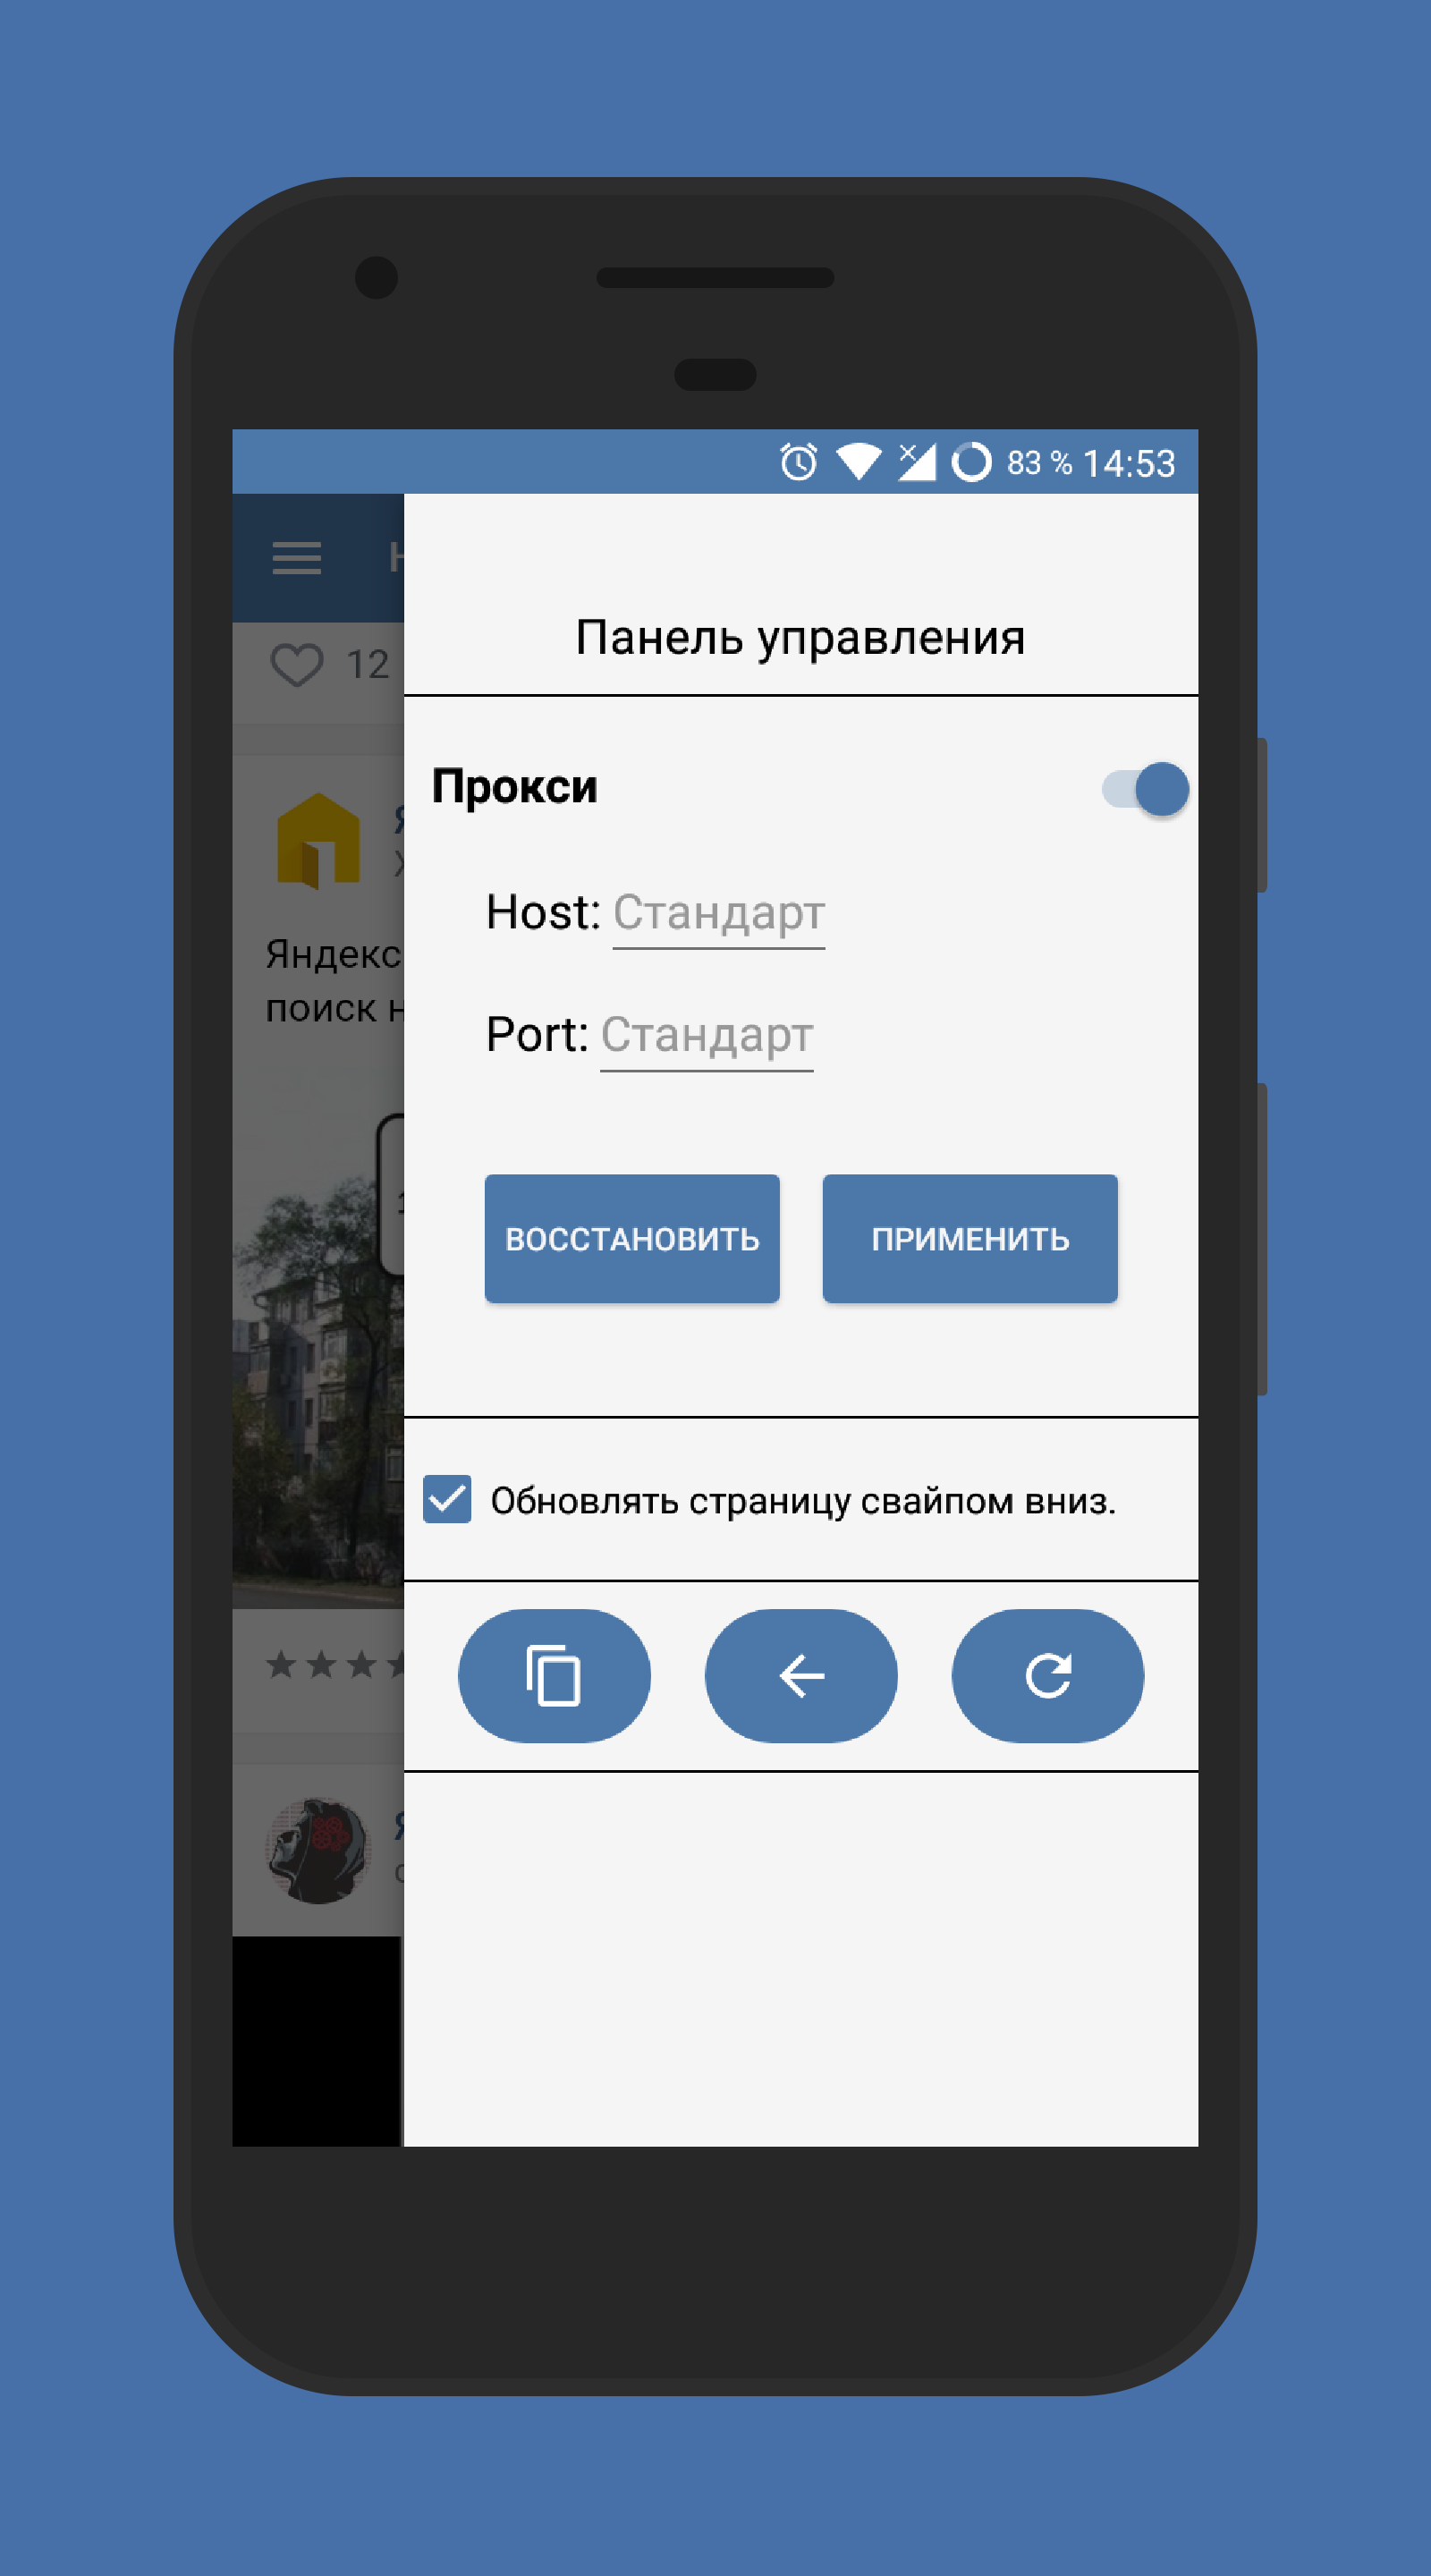 83 % 14:53
Панель управления
12
Прокси
Host: Стандарт
Яндекс
поиск
Port: Стандарт
ВОССТАНОВИТЬ ПРИМЕНИТЬ
Обновлять страницу свайпом вниз.